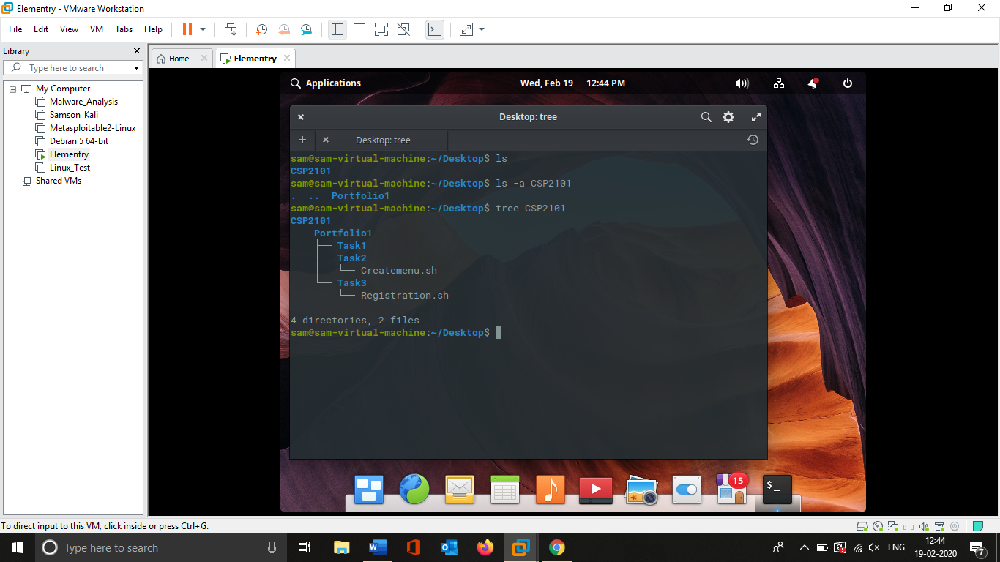 Elementry - VMware Workstation
File Edit View VM Tabs Help
Library
Type here to search
My Computer
Malware_Analysis
Samson_Kali
Metasploitable2-Linux
Debian 5 64-bit
Elementry
Linux_Test
Shared VMs
Home
Elementry
Applications
Wed, Feb 19 12:44 PM
Desktop: tree
Desktop: tree
sam@sam-virtual-machine:~/Desktop$ ls
CSP2101
sam@sam-virtual-machine:~/Desktop$ ls -a CSP2101
. .. Portfolio1
sam@sam-virtual-machine:~/Desktop$ tree CSP2101
CSP2101
└── Portfolio1
├── Task1
├── Task2
└── Createmenu.sh
└── Task3
└── Registration.sh
4 directories, 2 files
sam@sam-virtual-machine:~/Desktop$
15
$_
To direct input to this VM, click inside or press Ctrl+G.
Type here to search
ENG
12:44
19-02-2020
7